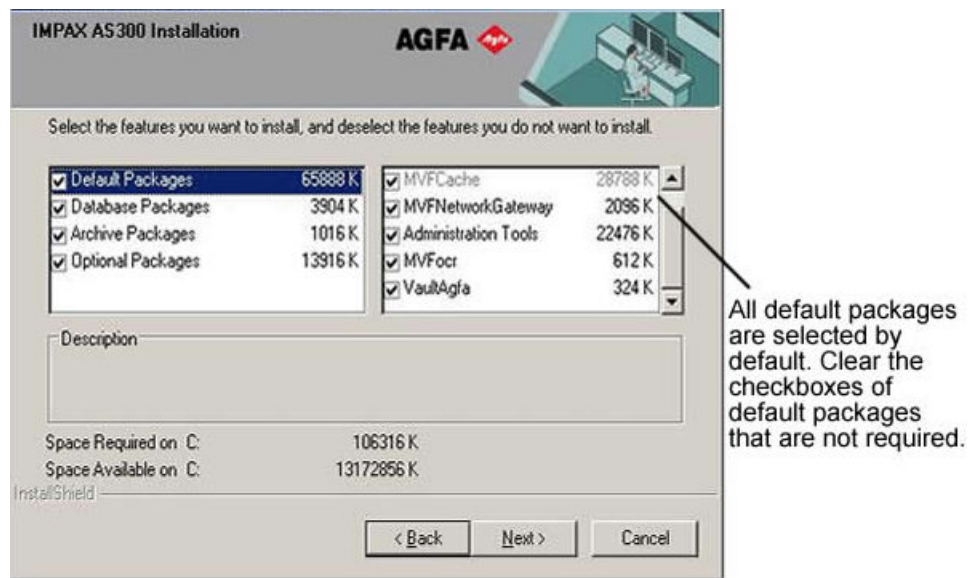 IMPAX AS300 Installation
AGFA
Select the features you want to install, and deselect the features you do not want to install.
Default Packages 65888 K
Database Packages 3904 K
Archive Packages 1016 K
Optional Packages 13916 K
MVFCache 28788 K
MVFNetworkGateway 2096 K
Administration Tools 22476 K
MVFocr 612 K
VaultAgfa 324 K
Description
Space Required on C: 106316 K
Space Available on C: 13172856 K
InstallShield
< Back
Next >
Cancel
All default packages
are selected by
default. Clear the
checkboxes of
default packages
that are not required.